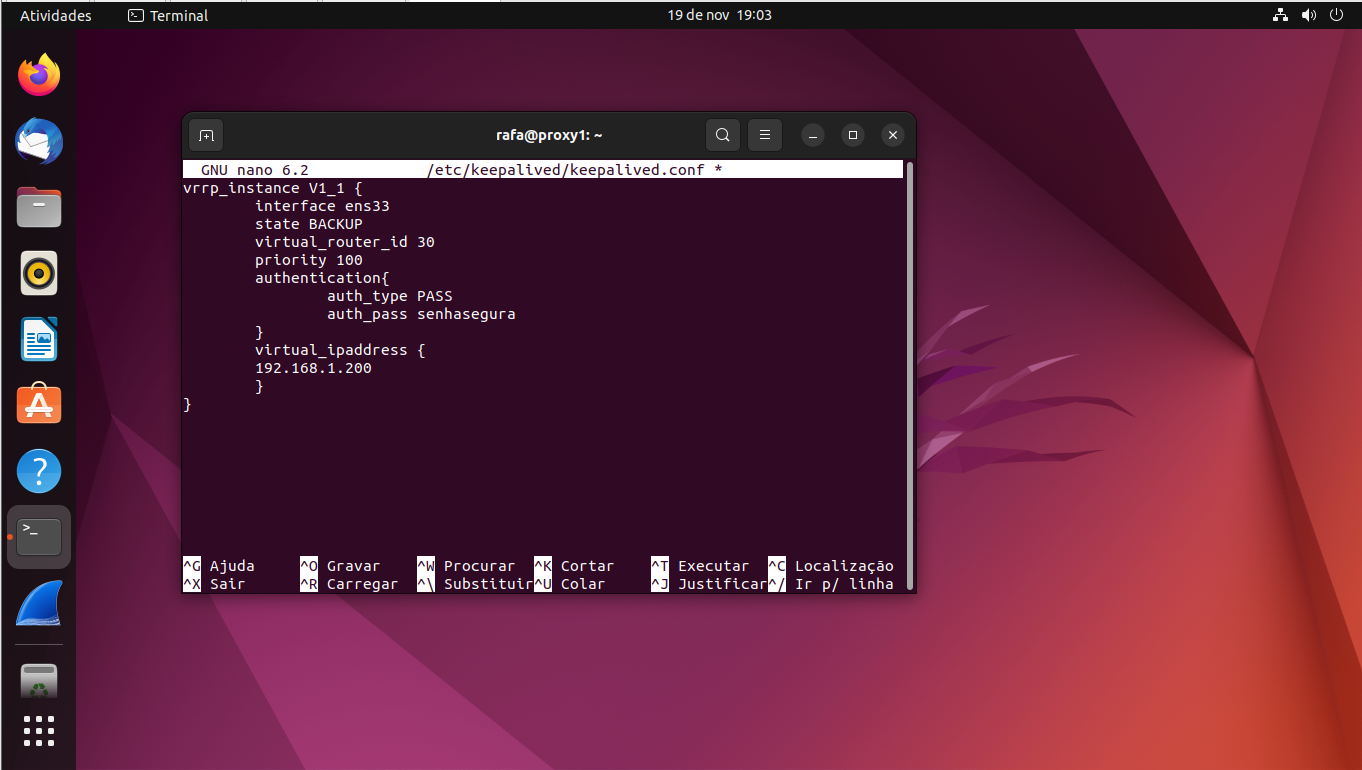 Atividades Terminal 19 de nov 19:03
rafa@proxy1: ~
GNU nano 6.2 /etc/keepalived/keepalived.conf *
vrrp_instance V1_1 {
interface ens33
state BACKUP
virtual_router_id 30
priority 100
authentication{
auth_type PASS
auth_pass senhasegura
}
virtual_ipaddress {
192.168.1.200
}
}
^G Ajuda ^O Gravar ^W Procurar ^K Cortar ^T Executar ^C Localização
^X Sair ^R Carregar ^\ Substituir ^U Colar ^J Justificar ^/ Ir p/ linha